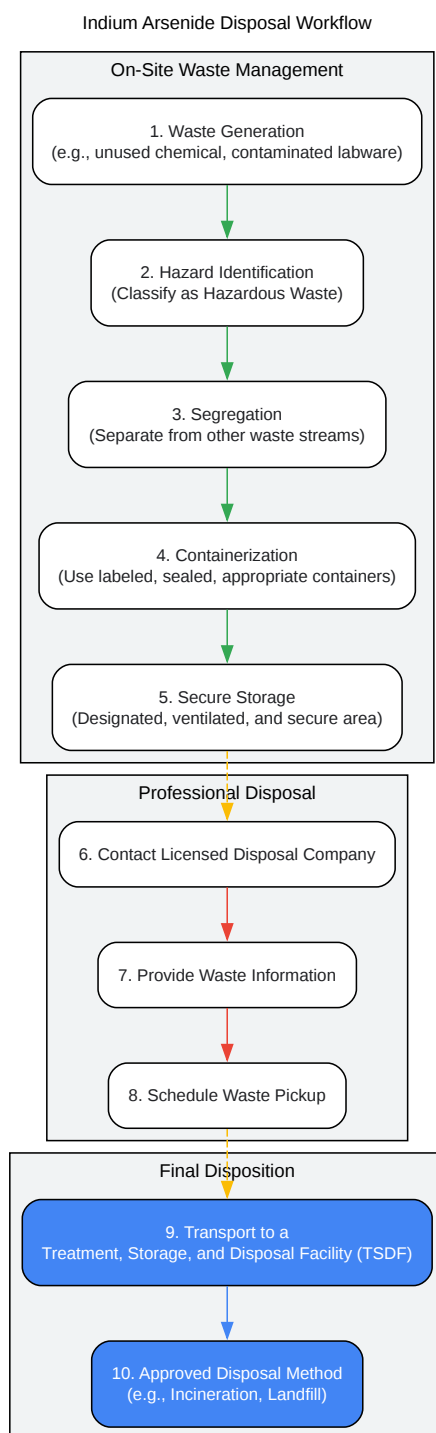 Indium Arsenide Disposal Workflow
On-Site Waste Management
1. Waste Generation
(e.g., unused chemical, contaminated labware)
2. Hazard Identification
(Classify as Hazardous Waste)
3. Segregation
(Separate from other waste streams)
4. Containerization
(Use labeled, sealed, appropriate containers)
5. Secure Storage
(Designated, ventilated, and secure area)
Professional Disposal
6. Contact Licensed Disposal Company
7. Provide Waste Information
8. Schedule Waste Pickup
Final Disposition
9. Transport to a
Treatment, Storage, and Disposal Facility (TSDF)
10. Approved Disposal Method
(e.g., Incineration, Landfill)